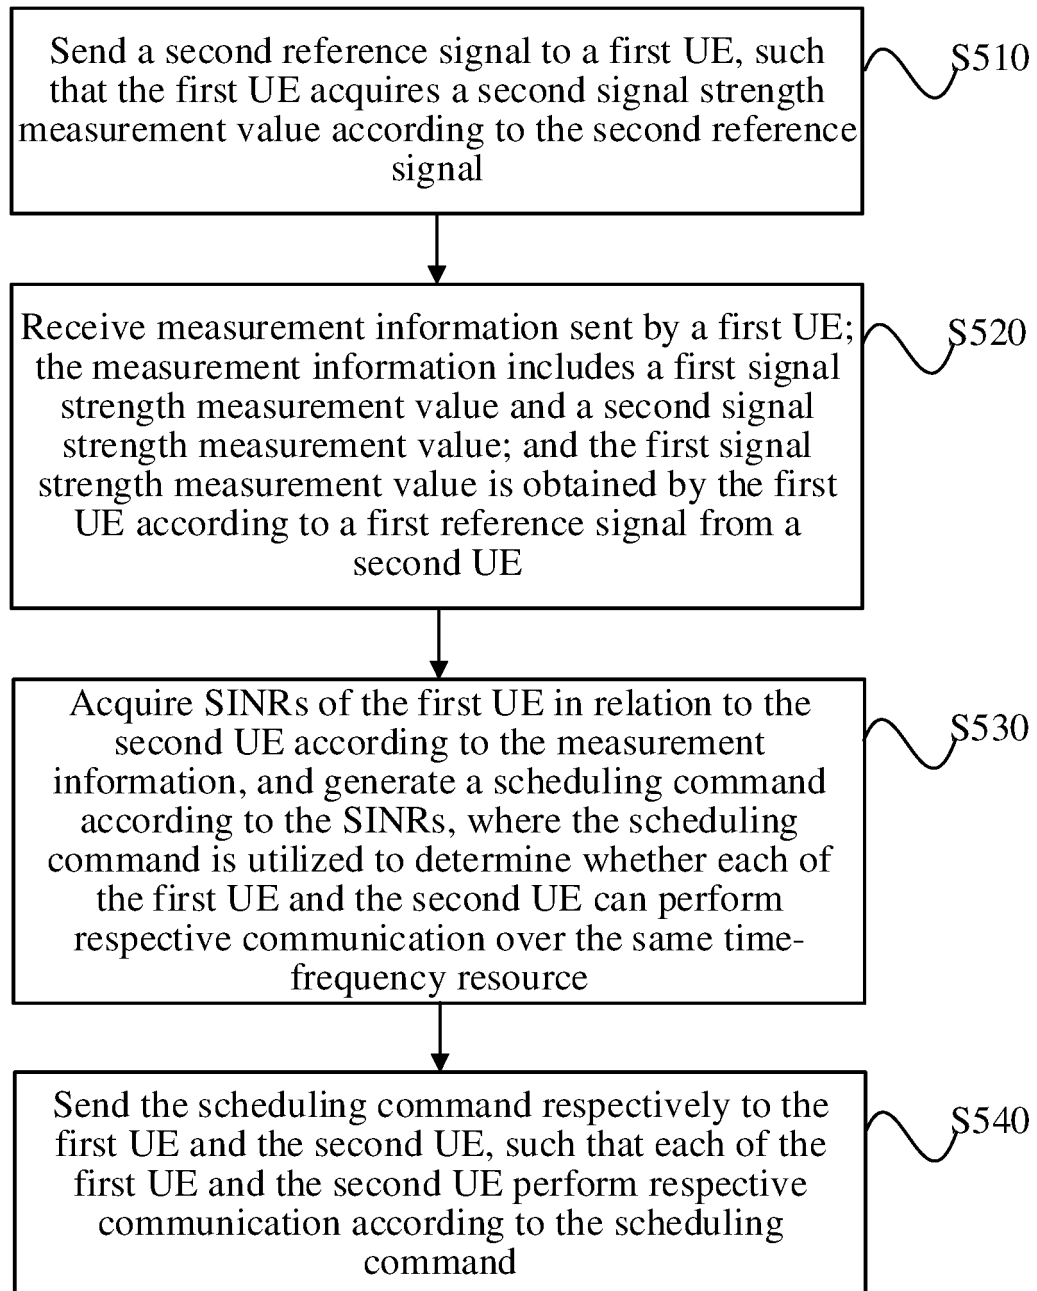 Send a second reference signal to a first UE, such
that the first UE acquires a second signal strength
measurement value according to the second reference
signal
S510
Receive measurement information sent by a first UE;
the measurement information includes a first signal
strength measurement value and a second signal
strength measurement value; and the first signal
strength measurement value is obtained by the first
UE according to a first reference signal from a
second UE
S520
Acquire SINRs of the first UE in relation to the
second UE according to the measurement
information, and generate a scheduling command
according to the SINRs, where the scheduling
command is utilized to determine whether each of
the first UE and the second UE can perform
respective communication over the same time-
frequency resource
S530
Send the scheduling command respectively to the
first UE and the second UE, such that each of the
first UE and the second UE perform respective
communication according to the scheduling
command
S540